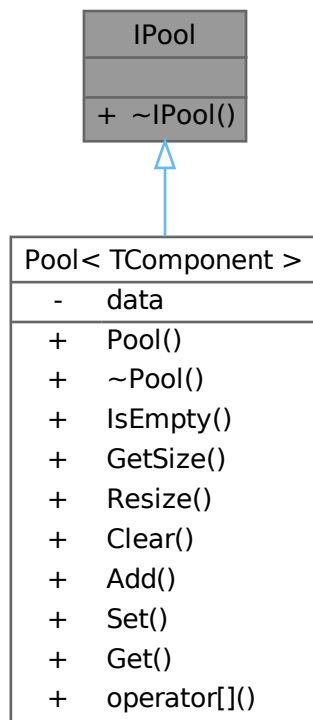 IPool
+ ~IPool()
Pool< TComponent >
- data
+ Pool()
+ ~Pool()
+ IsEmpty()
+ GetSize()
+ Resize()
+ Clear()
+ Add()
+ Set()
+ Get()
+ operator[]()